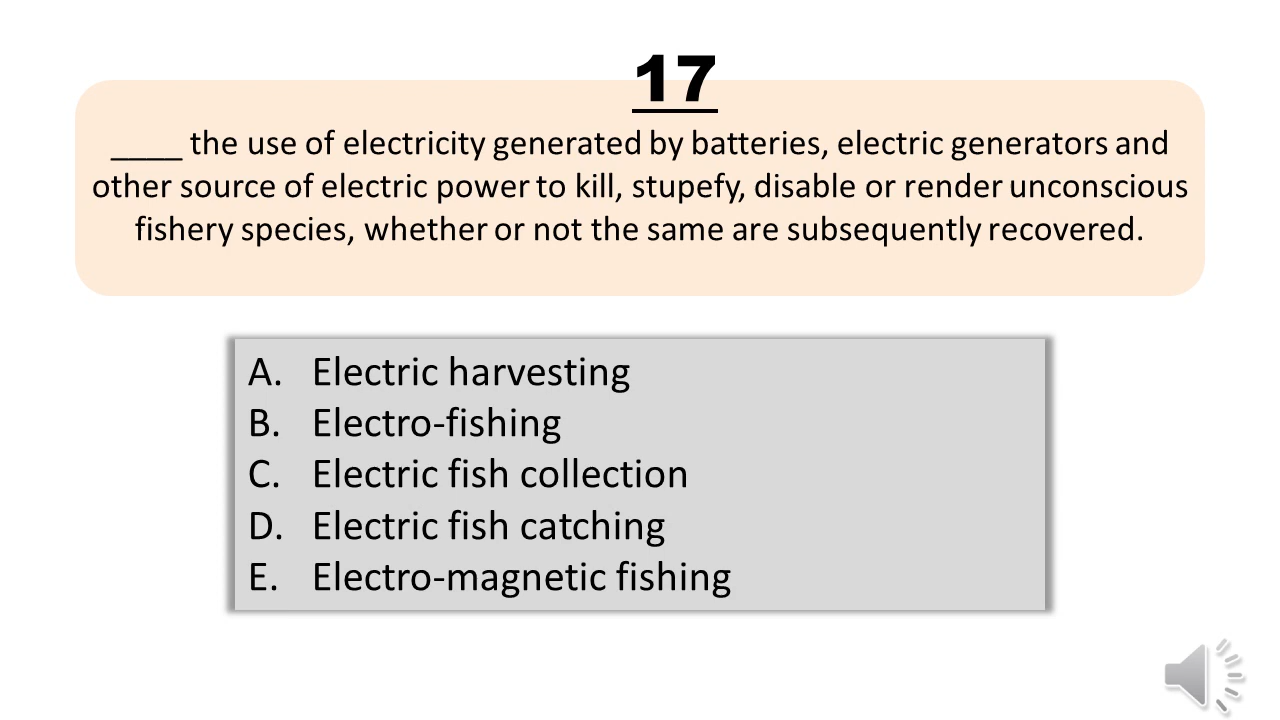 17
____ the use of electricity generated by batteries, electric generators and
other source of electric power to kill, stupefy, disable or render unconscious
fishery species, whether or not the same are subsequently recovered.
A. Electric harvesting
B. Electro-fishing
C. Electric fish collection
D. Electric fish catching
E. Electro-magnetic fishing